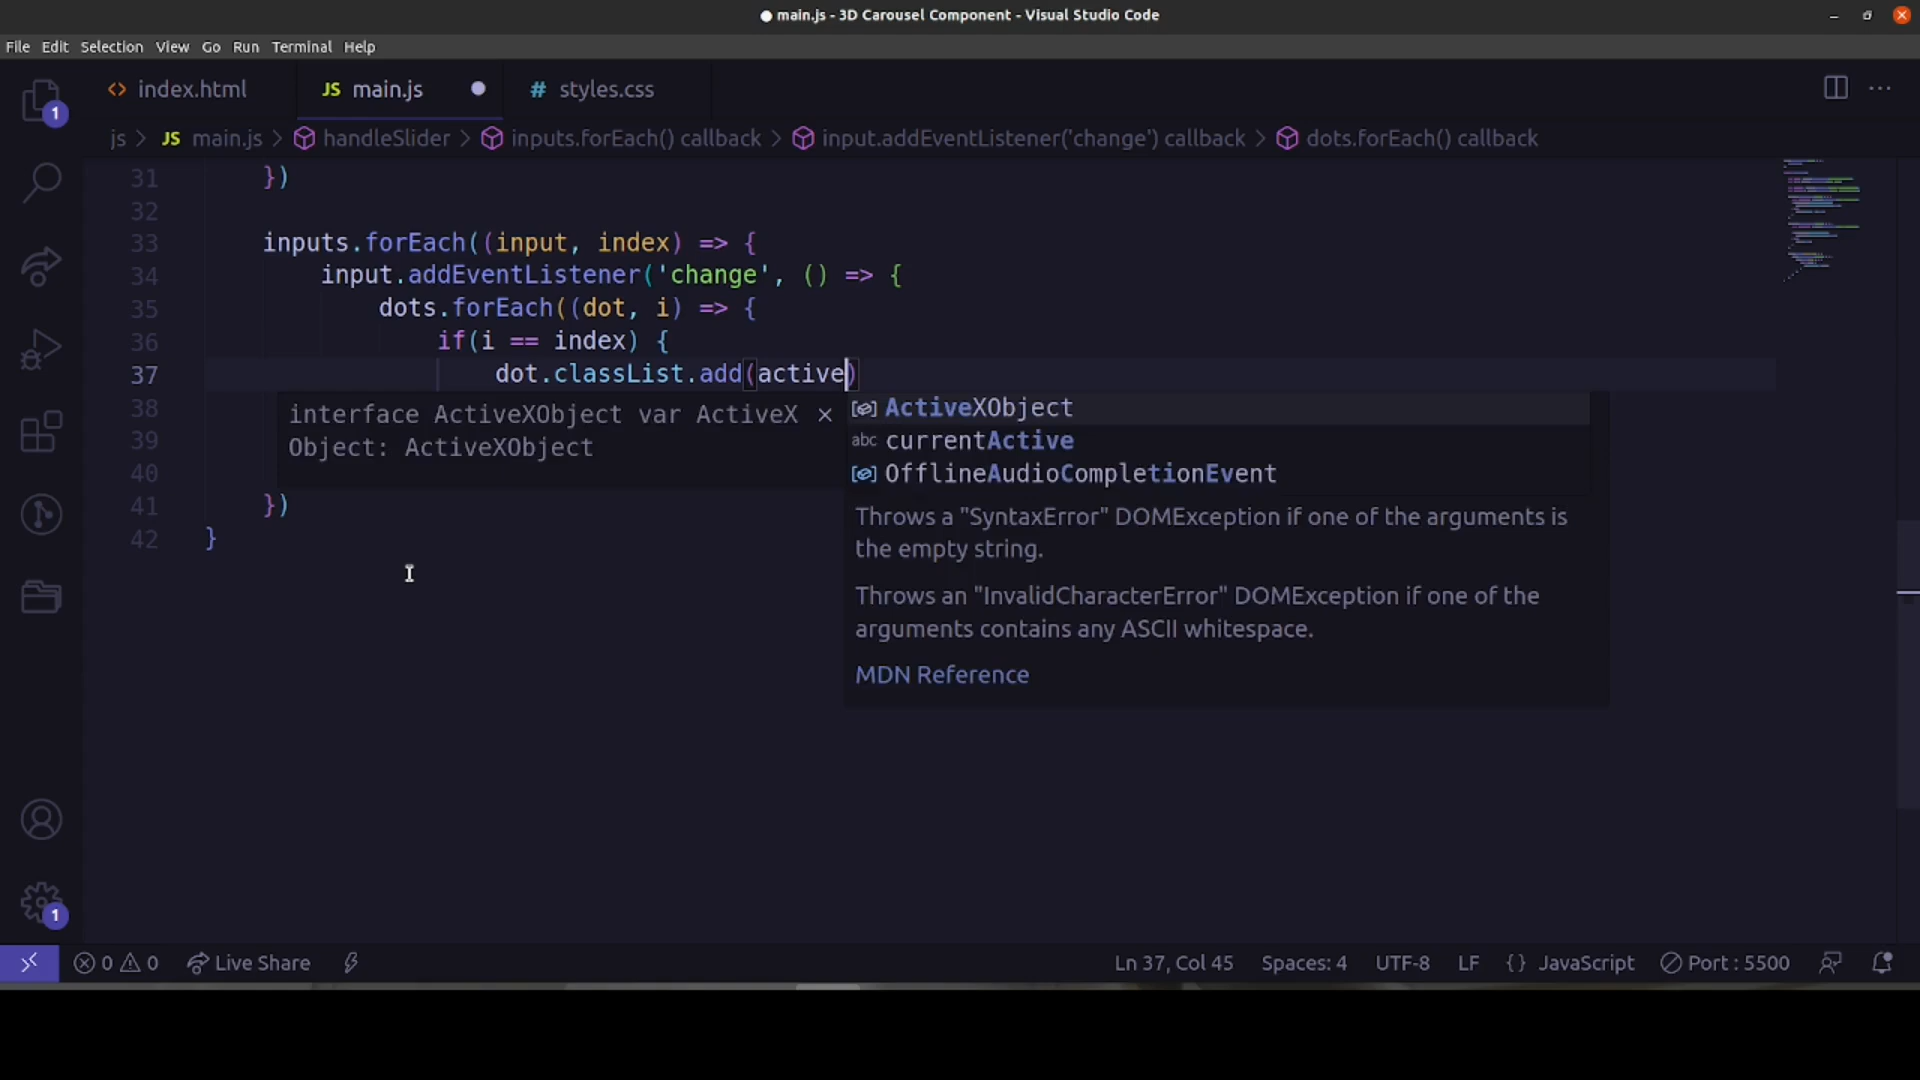 main.js - 3D Carousel Component - Visual Studio Code
File Edit Selection View Go Run Terminal Help
<> index.html JS main.js # styles.css
js > JS main.js > handleSlider > inputs.forEach() callback > input.addEventListener('change') callback > dots.forEach() callback
1
31 })
32
33 inputs.forEach((input, index) => {
34 input.addEventListener('change', () => {
35 dots.forEach((dot, i) => {
36 if(i == index) {
37 dot.classList.add(active)
38
39
40
41 })
42 }
interface ActiveXObject var ActiveX
Object: ActiveXObject
ActiveXObject
abc currentActive
OfflineAudioCompletionEvent
Throws a "SyntaxError" DOMException if one of the arguments is
the empty string.
Throws an "InvalidCharacterError" DOMException if one of the
arguments contains any ASCII whitespace.
MDN Reference
1
0 0 Live Share Ln 37, Col 45 Spaces: 4 UTF-8 LF {} JavaScript Port : 5500